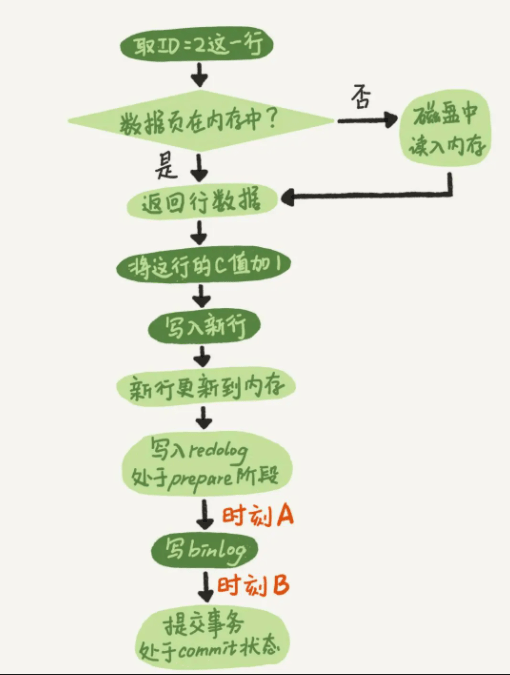 取ID=2这一行
数据页在内存中？
否
磁盘中
读入内存
是
返回行数据
将这行的C值加1
写入新行
新行更新到内存
写入redolog
处于prepare阶段
时刻A
写binlog
时刻B
提交事务
处于commit状态